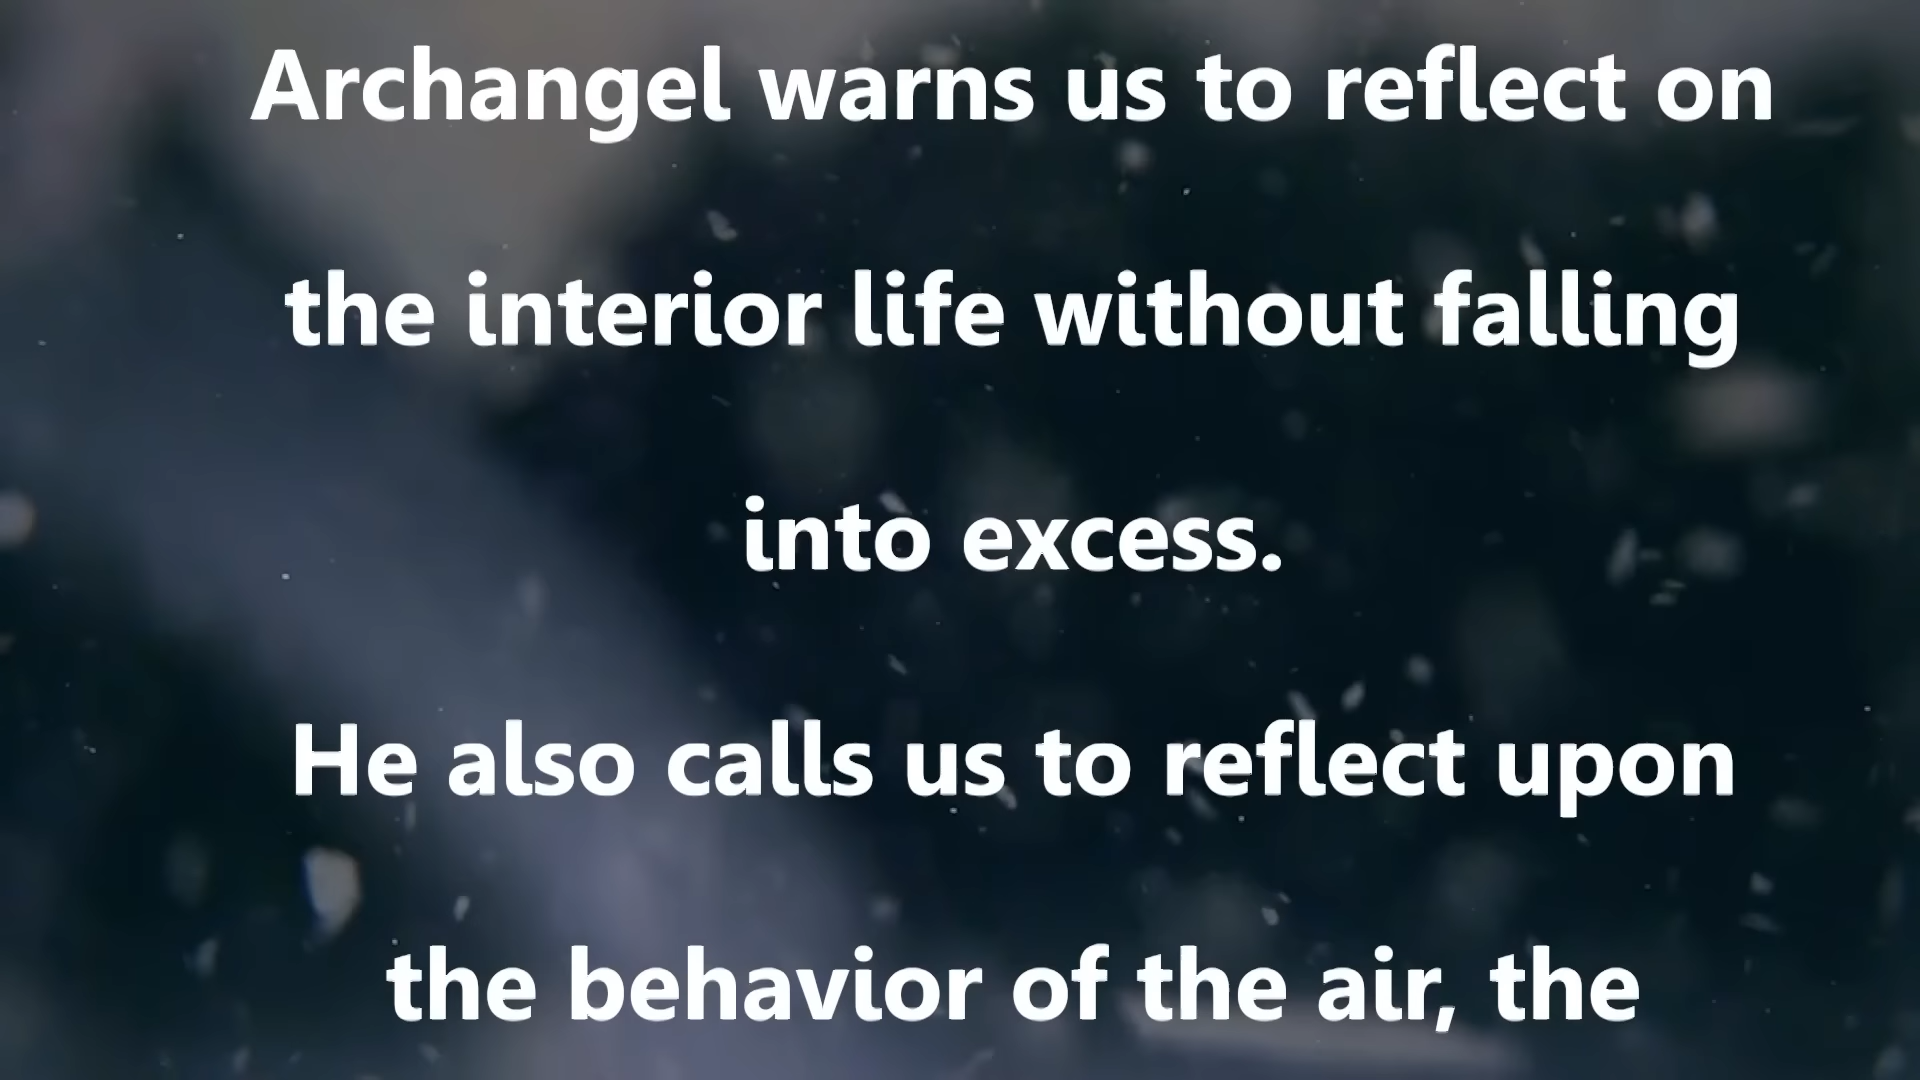 Archangel warns us to reflect on
the interior life without falling
into excess.
He also calls us to reflect upon
the behavior of the air, the